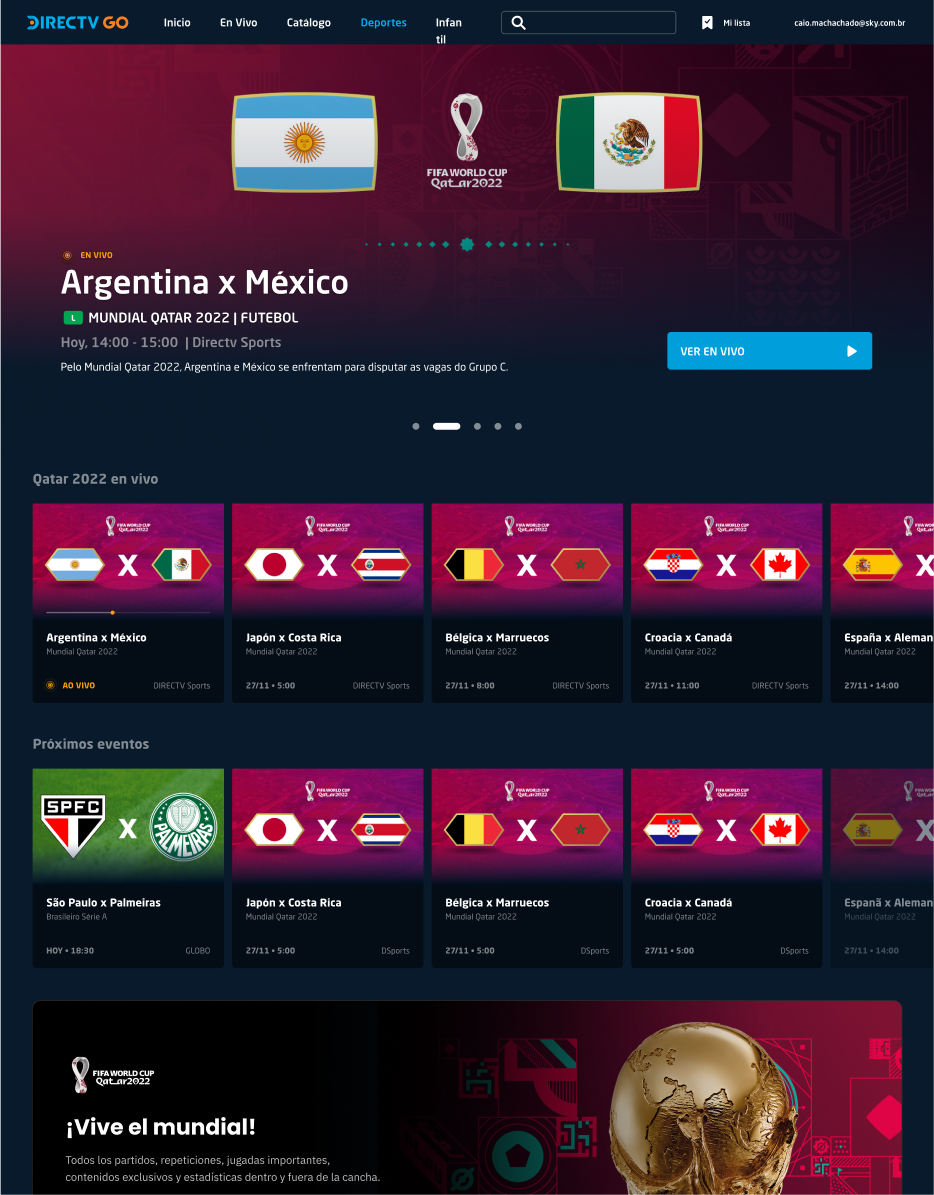 DIRECTV GO
Inicio
En Vivo
Catálogo
Deportes
Infan
til
Mi lista
caio.machachado@sky.com.br
FIFA WORLD CUP
Qatar2022
EN VIVO
Argentina x México
L
MUNDIAL QATAR 2022 | FUTEBOL
Hoy, 14:00 - 15:00 | Directv Sports
Pelo Mundial Qatar 2022, Argentina e México se enfrentam para disputar as vagas do Grupo C.
VER EN VIVO
Qatar 2022 en vivo
FIFA WORLD CUP
Qatar2022
X
Argentina x México
Mundial Qatar 2022
AO VIVO
DIRECTV Sports
FIFA WORLD CUP
Qatar2022
X
Japón x Costa Rica
Mundial Qatar 2022
27/11 • 5:00
DIRECTV Sports
FIFA WORLD CUP
Qatar2022
X
Bélgica x Marruecos
Mundial Qatar 2022
27/11 • 8:00
DIRECTV Sports
FIFA WORLD CUP
Qatar2022
X
Croacia x Canadá
Mundial Qatar 2022
27/11 • 11:00
DIRECTV Sports
X
España x Aleman
Mundial Qatar 2022
27/11 • 14:00
Próximos eventos
SPFC
X
PALMEIRAS
São Paulo x Palmeiras
Brasileiro Série A
HOY • 18:30
GLOBO
FIFA WORLD CUP
Qatar2022
X
Japón x Costa Rica
Mundial Qatar 2022
27/11 • 5:00
DSports
FIFA WORLD CUP
Qatar2022
X
Bélgica x Marruecos
Mundial Qatar 2022
27/11 • 5:00
DSports
FIFA WORLD CUP
Qatar2022
X
Croacia x Canadá
Mundial Qatar 2022
27/11 • 5:00
DSports
X
Espanã x Aleman
Mundial Qatar 2022
27/11 • 14:00
FIFA WORLD CUP
Qatar2022
¡Vive el mundial!
Todos los partidos, repeticiones, jugadas importantes,
contenidos exclusivos y estadísticas dentro y fuera de la cancha.